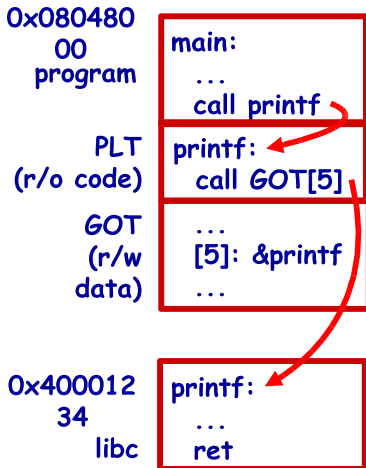 0x080480
00
program
main:
...
call printf
PLT
(r/o code)
printf:
call GOT[5]
GOT
(r/w
data)
...
[5]: &printf
...
0x400012
34
libc
printf:
...
ret